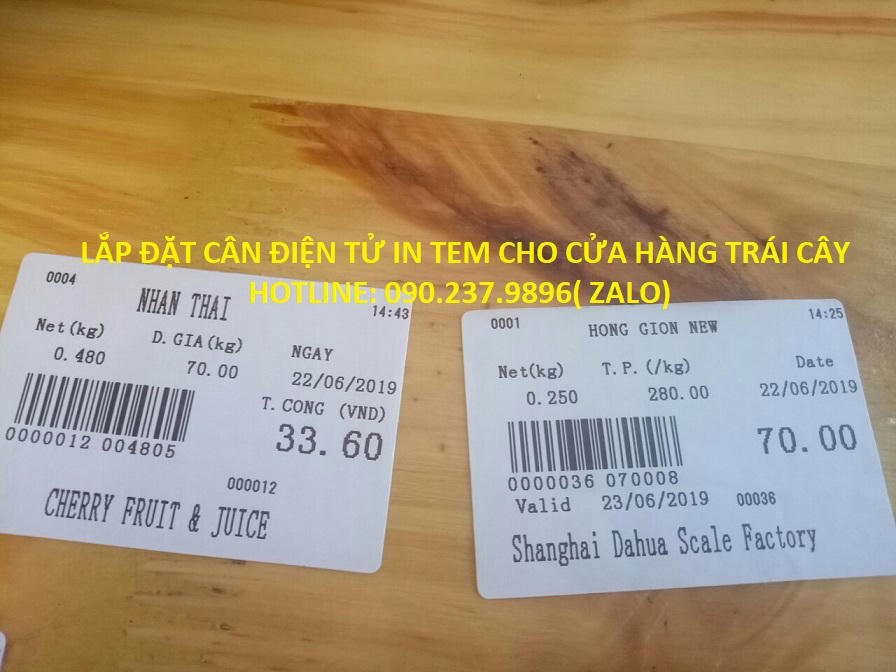 LẮP ĐẶT CÂN ĐIỆN TỬ IN TEM CHO CỬA HÀNG TRÁI CÂY
HOTLINE: 090.237.9896( ZALO)
0004
NHAN THAI
14:43
Net(kg) D. GIA(kg) NGAY
0.480 70.00 22/06/2019
T. CONG (VND)
33.60
0000012 004805
000012
CHERRY FRUIT & JUICE
0001
HONG GION NEW
14:25
Net(kg) T.P.(/kg) Date
0.250 280.00 22/06/2019
70.00
0000036 070008
Valid 23/06/2019 00036
Shanghai Dahua Scale Factory